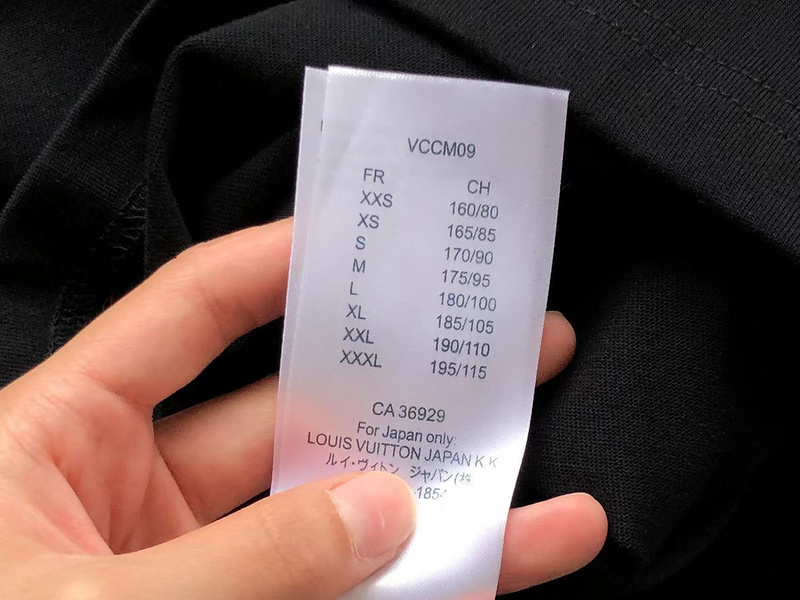 VCCM09
FR CH
XXS 160/80
XS 165/85
S 170/90
M 175/95
L 180/100
XL 185/105
XXL 190/110
XXXL 195/115
CA 36929
For Japan only:
LOUIS VUITTON JAPAN K.K
ルイ・ヴィトン ジャパン(株
1854